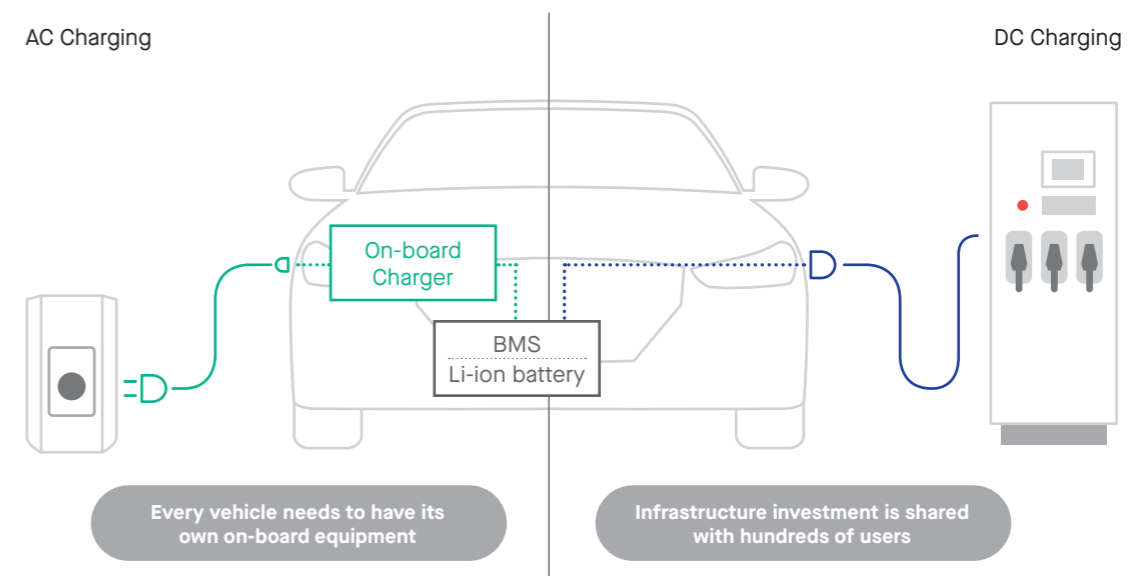 AC Charging
DC Charging
On-board
Charger
BMS
Li-ion battery
Every vehicle needs to have its
own on-board equipment
Infrastructure investment is shared
with hundreds of users